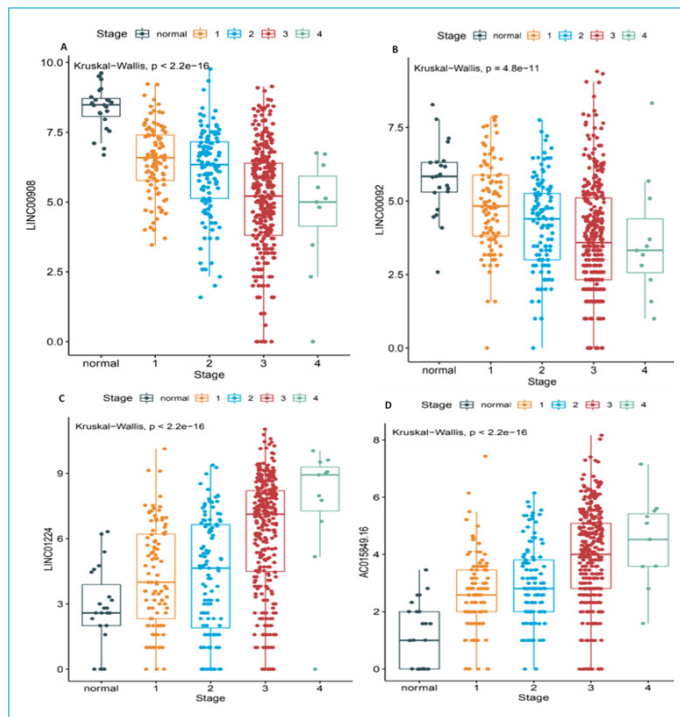 A
Stage normal 1 2 3 4
Kruskal−Wallis, p < 2.2e−16
10.0
7.5
5.0
2.5
0.0
LINC00908
normal 1 2 3 4
Stage
B
Stage normal 1 2 3 4
Kruskal−Wallis, p = 4.8e−11
7.5
5.0
2.5
0.0
LINC00092
normal 1 2 3 4
Stage
C
Stage normal 1 2 3 4
Kruskal−Wallis, p < 2.2e−16
9
6
3
0
LINC01224
normal 1 2 3 4
Stage
D
Stage normal 1 2 3 4
Kruskal−Wallis, p < 2.2e−16
8
6
4
2
0
AC015849.16
normal 1 2 3 4
Stage